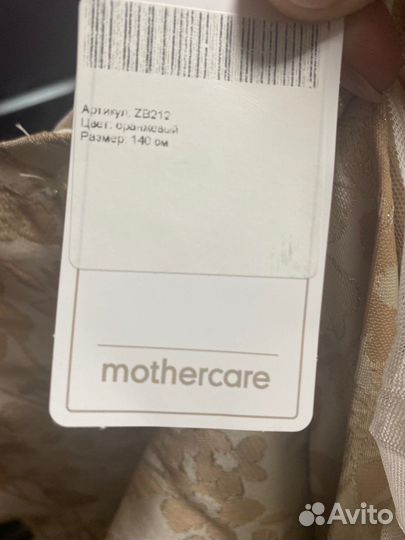 Артикул: ZB212
Цвет: оранжевый
Размер: 140 см
mothercare
Avito